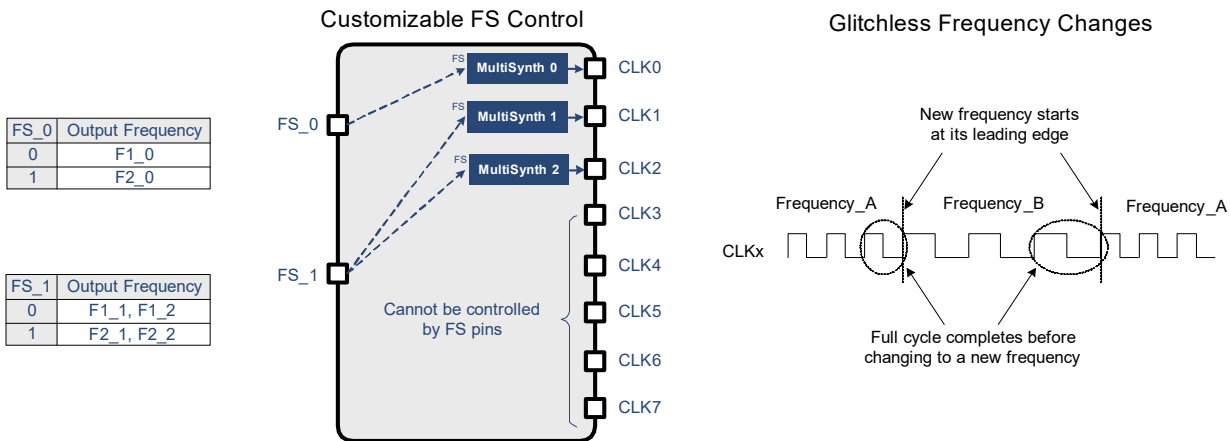 Customizable FS Control
Glitchless Frequency Changes
FS_0 Output Frequency
0 F1_0
1 F2_0
FS_1 Output Frequency
0 F1_1, F1_2
1 F2_1, F2_2
FS_0
FS_1
FS
MultiSynth 0
CLK0
FS
MultiSynth 1
CLK1
FS
MultiSynth 2
CLK2
CLK3
CLK4
CLK5
CLK6
CLK7
Cannot be controlled
by FS pins
New frequency starts
at its leading edge
Frequency_A
Frequency_B
Frequency_A
CLKx
Full cycle completes before
changing to a new frequency